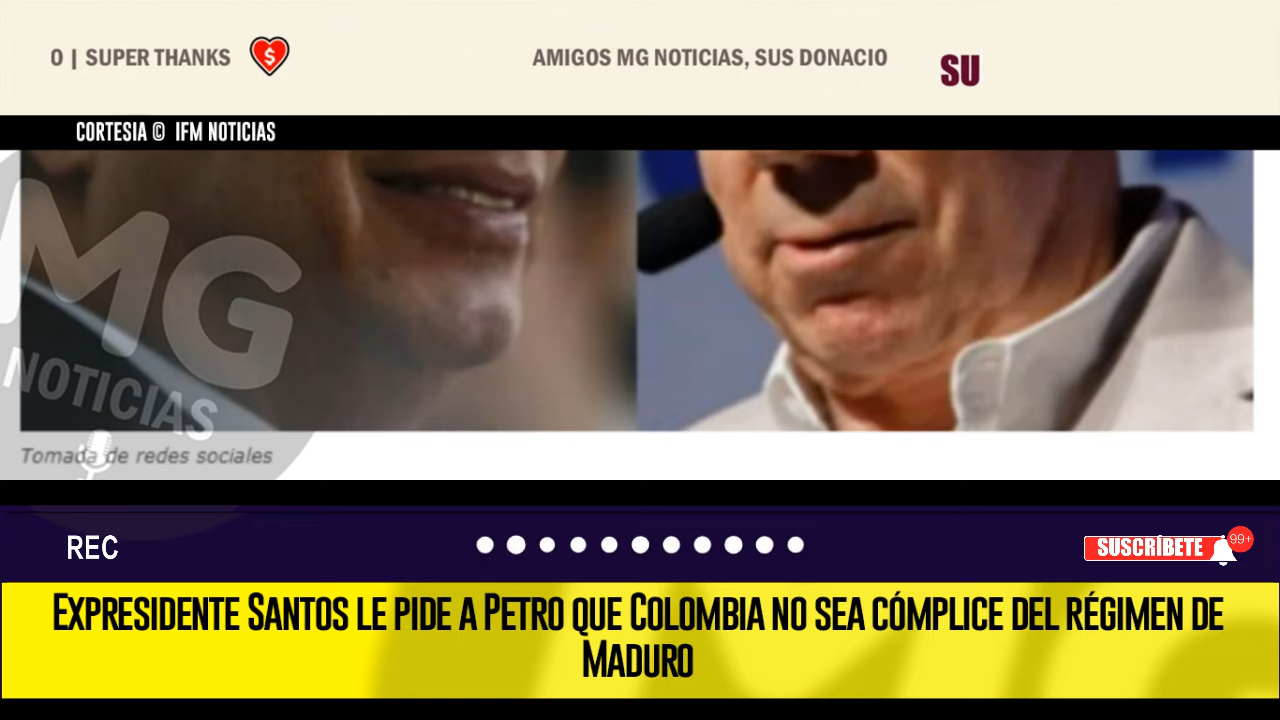 O | SUPER THANKS $ AMIGOS MG NOTICIAS, SUS DONACIO SU
CORTESIA © IFM NOTICIAS
MG
NOTICIAS
Tomada de redes sociales
REC SUSCRÍBETE 99+
EXPRESIDENTE SANTOS LE PIDE A PETRO QUE COLOMBIA NO SEA CÓMPLICE DEL RÉGIMEN DE
MADURO